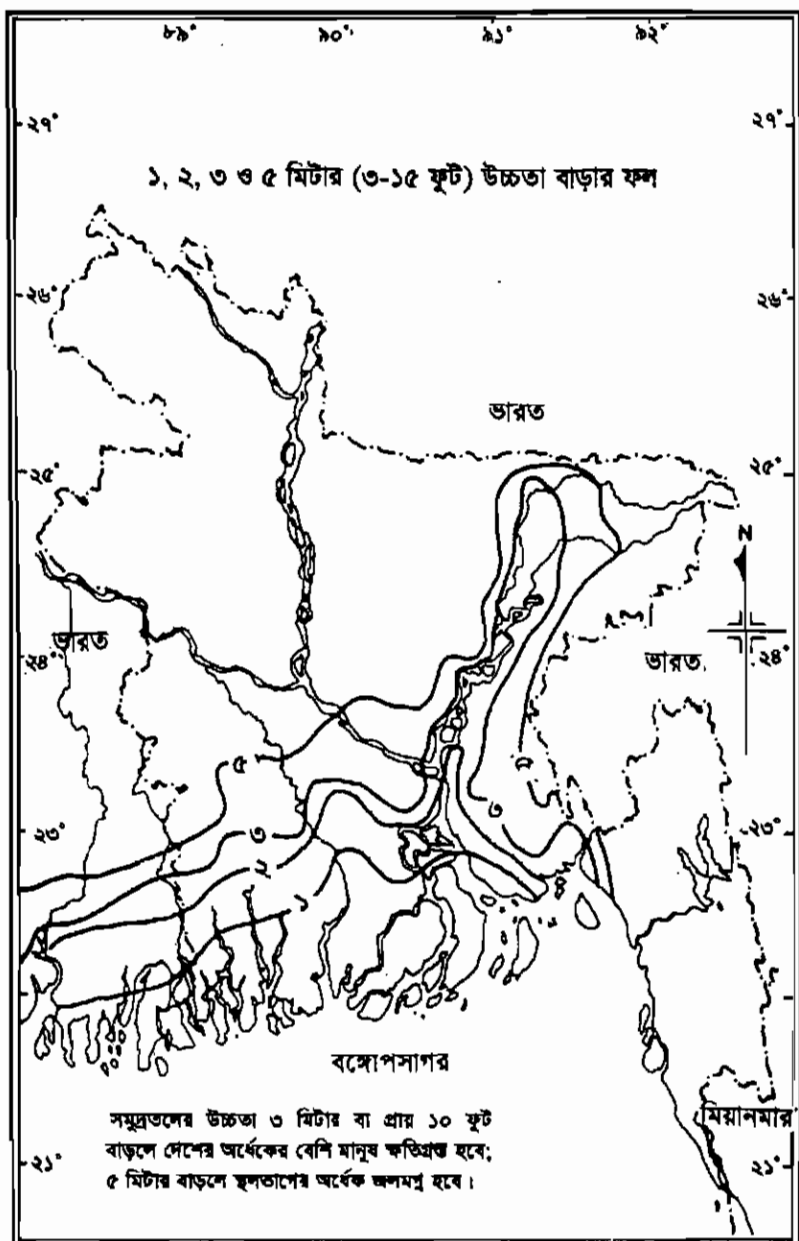 ৮৯° ৯০° ৯১° ৯২°
২৭° ২৭°
১, ২, ৩ ও ৫ মিটার (৩-১৫ ফুট) উচ্চতা বাড়ার ফল
২৬° ২৬°
ভারত
২৫° ২৫°
N
ভারত
২৪° ২৪°
ভারত
৫
৩
২৩° ৩ ২৩°
২
১
বঙ্গোপসাগর
সমুদ্রতলের উচ্চতা ৩ মিটার বা প্রায় ১০ ফুট
বাড়লে দেশের অর্ধেকের বেশি মানুষ ক্ষতিগ্রস্ত হবে;
৫ মিটার বাড়লে স্থলভাগের অর্ধেক জলমগ্ন হবে।
মিয়ানমার
২১° ২১°